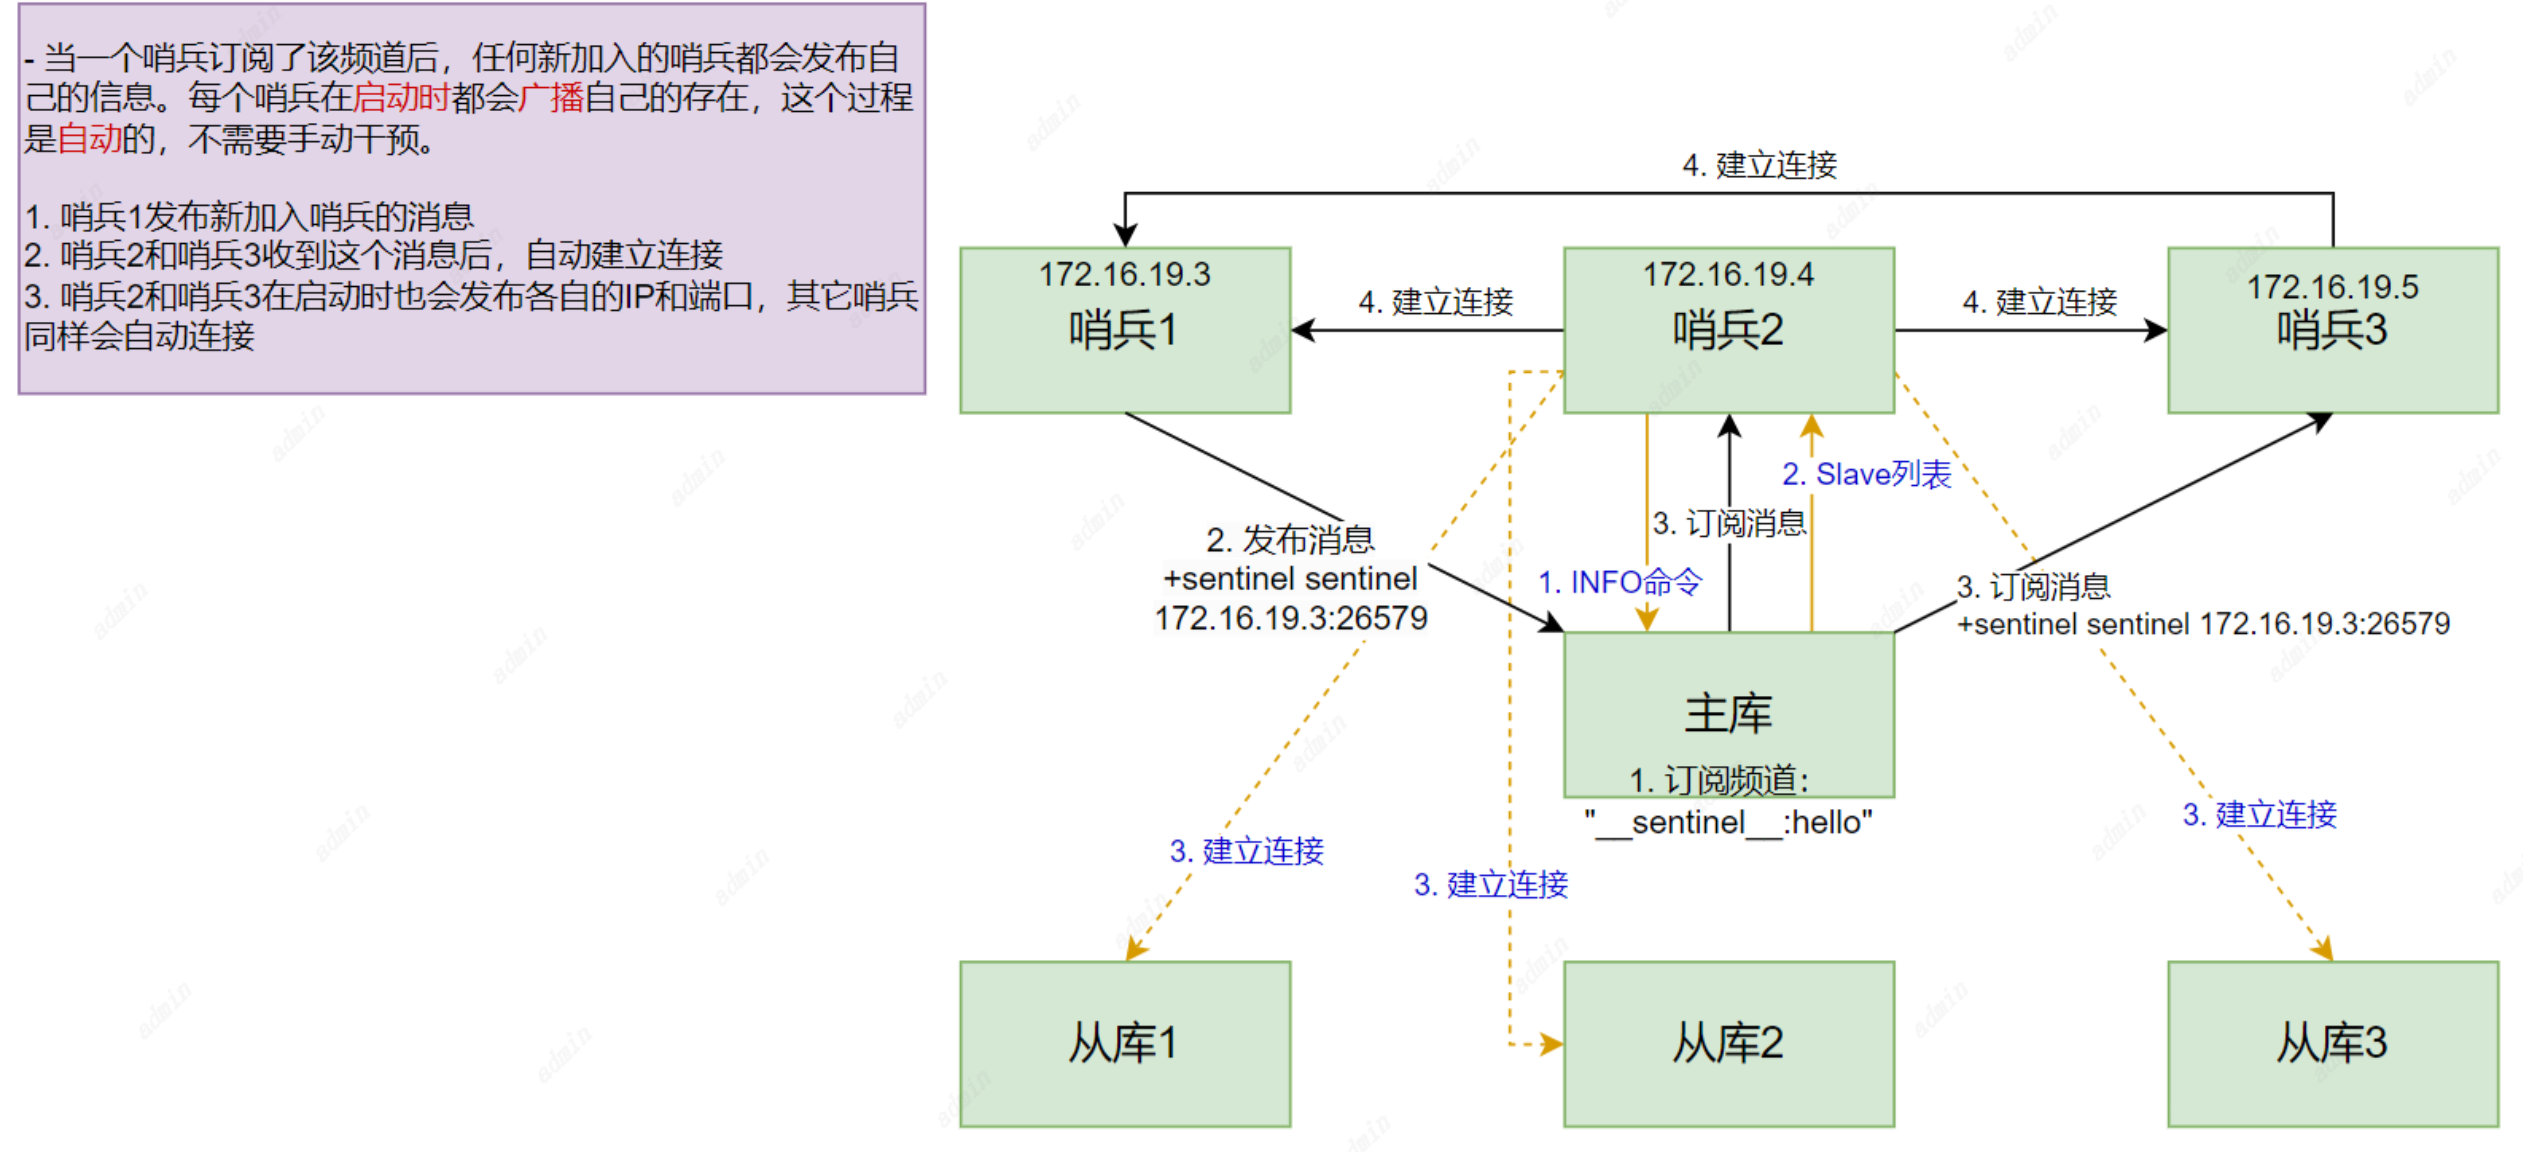 - 当一个哨兵订阅了该频道后，任何新加入的哨兵都会发布自
己的信息。每个哨兵在启动时都会广播自己的存在，这个过程
是自动的，不需要手动干预。
1. 哨兵1发布新加入哨兵的消息
2. 哨兵2和哨兵3收到这个消息后，自动建立连接
3. 哨兵2和哨兵3在启动时也会发布各自的IP和端口，其它哨兵
同样会自动连接
4. 建立连接
172.16.19.3
哨兵1
4. 建立连接
172.16.19.4
哨兵2
4. 建立连接
172.16.19.5
哨兵3
2. Slave列表
3. 订阅消息
2. 发布消息
+sentinel sentinel
172.16.19.3:26579
1. INFO命令
3. 订阅消息
+sentinel sentinel 172.16.19.3:26579
主库
1. 订阅频道：
"__sentinel__:hello"
3. 建立连接
3. 建立连接
3. 建立连接
从库1
从库2
从库3
admin